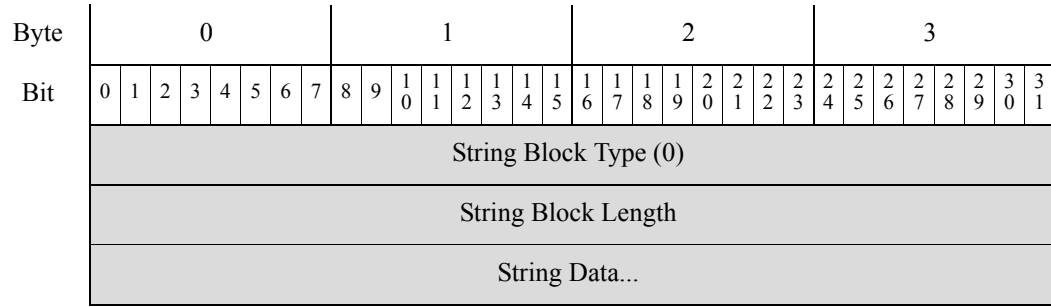 Byte 0 1 2 3
Bit 0 1 2 3 4 5 6 7 8 9 10 11 12 13 14 15 16 17 18 19 20 21 22 23 24 25 26 27 28 29 30 31
String Block Type (0)
String Block Length
String Data...